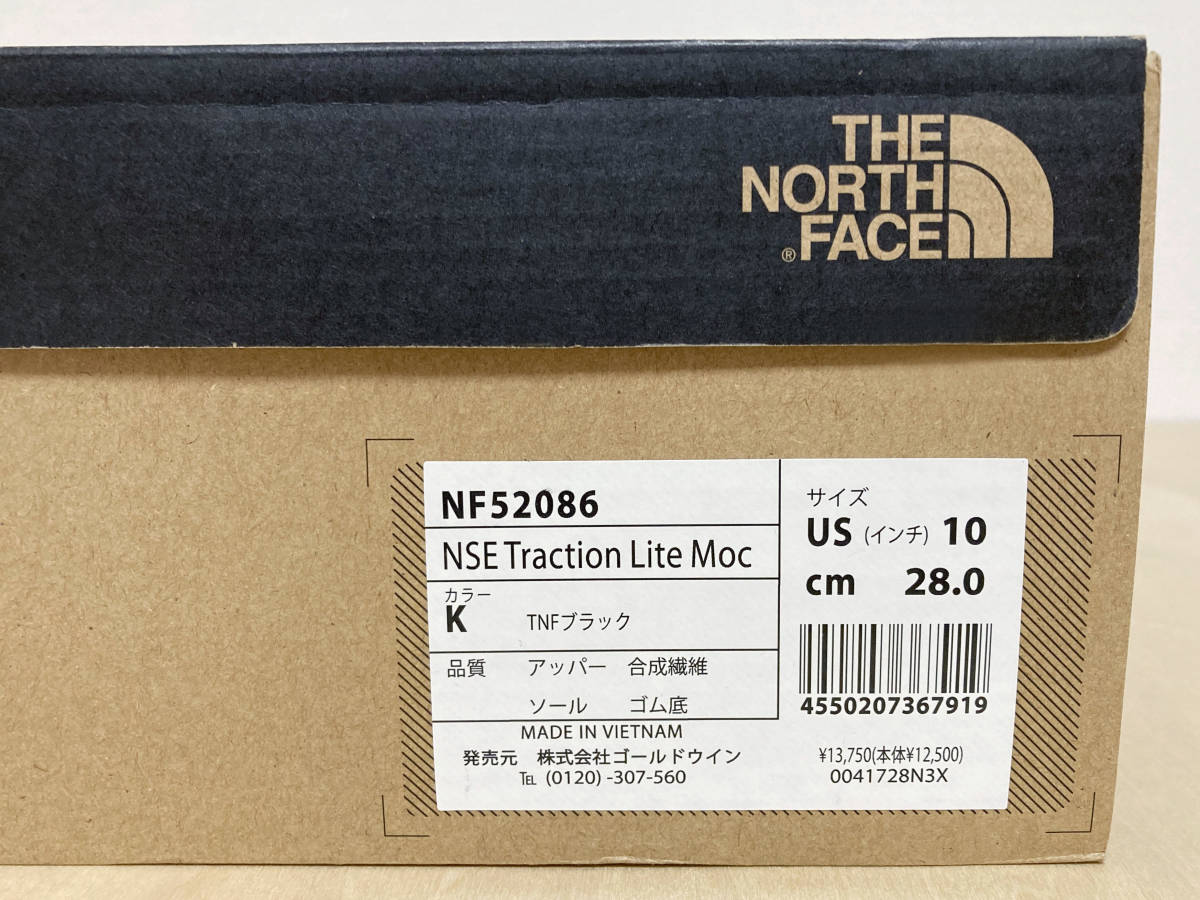 THE
NORTH
® FACE
NF52086
NSE Traction Lite Moc
カラー
K TNFブラック
品質 アッパー 合成繊維
ソール ゴム底
MADE IN VIETNAM
発売元 株式会社ゴールドウイン
TEL (0120) -307-560
サイズ
US (インチ) 10
cm 28.0
4550207367919
¥13,750(本体¥12,500)
0041728N3X